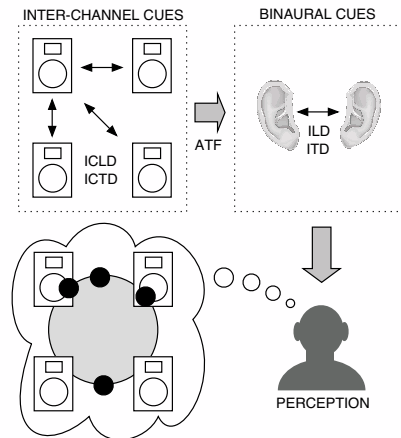 INTER-CHANNEL CUES
BINAURAL CUES
ICLD
ICTD
ATF
ILD
ITD
PERCEPTION